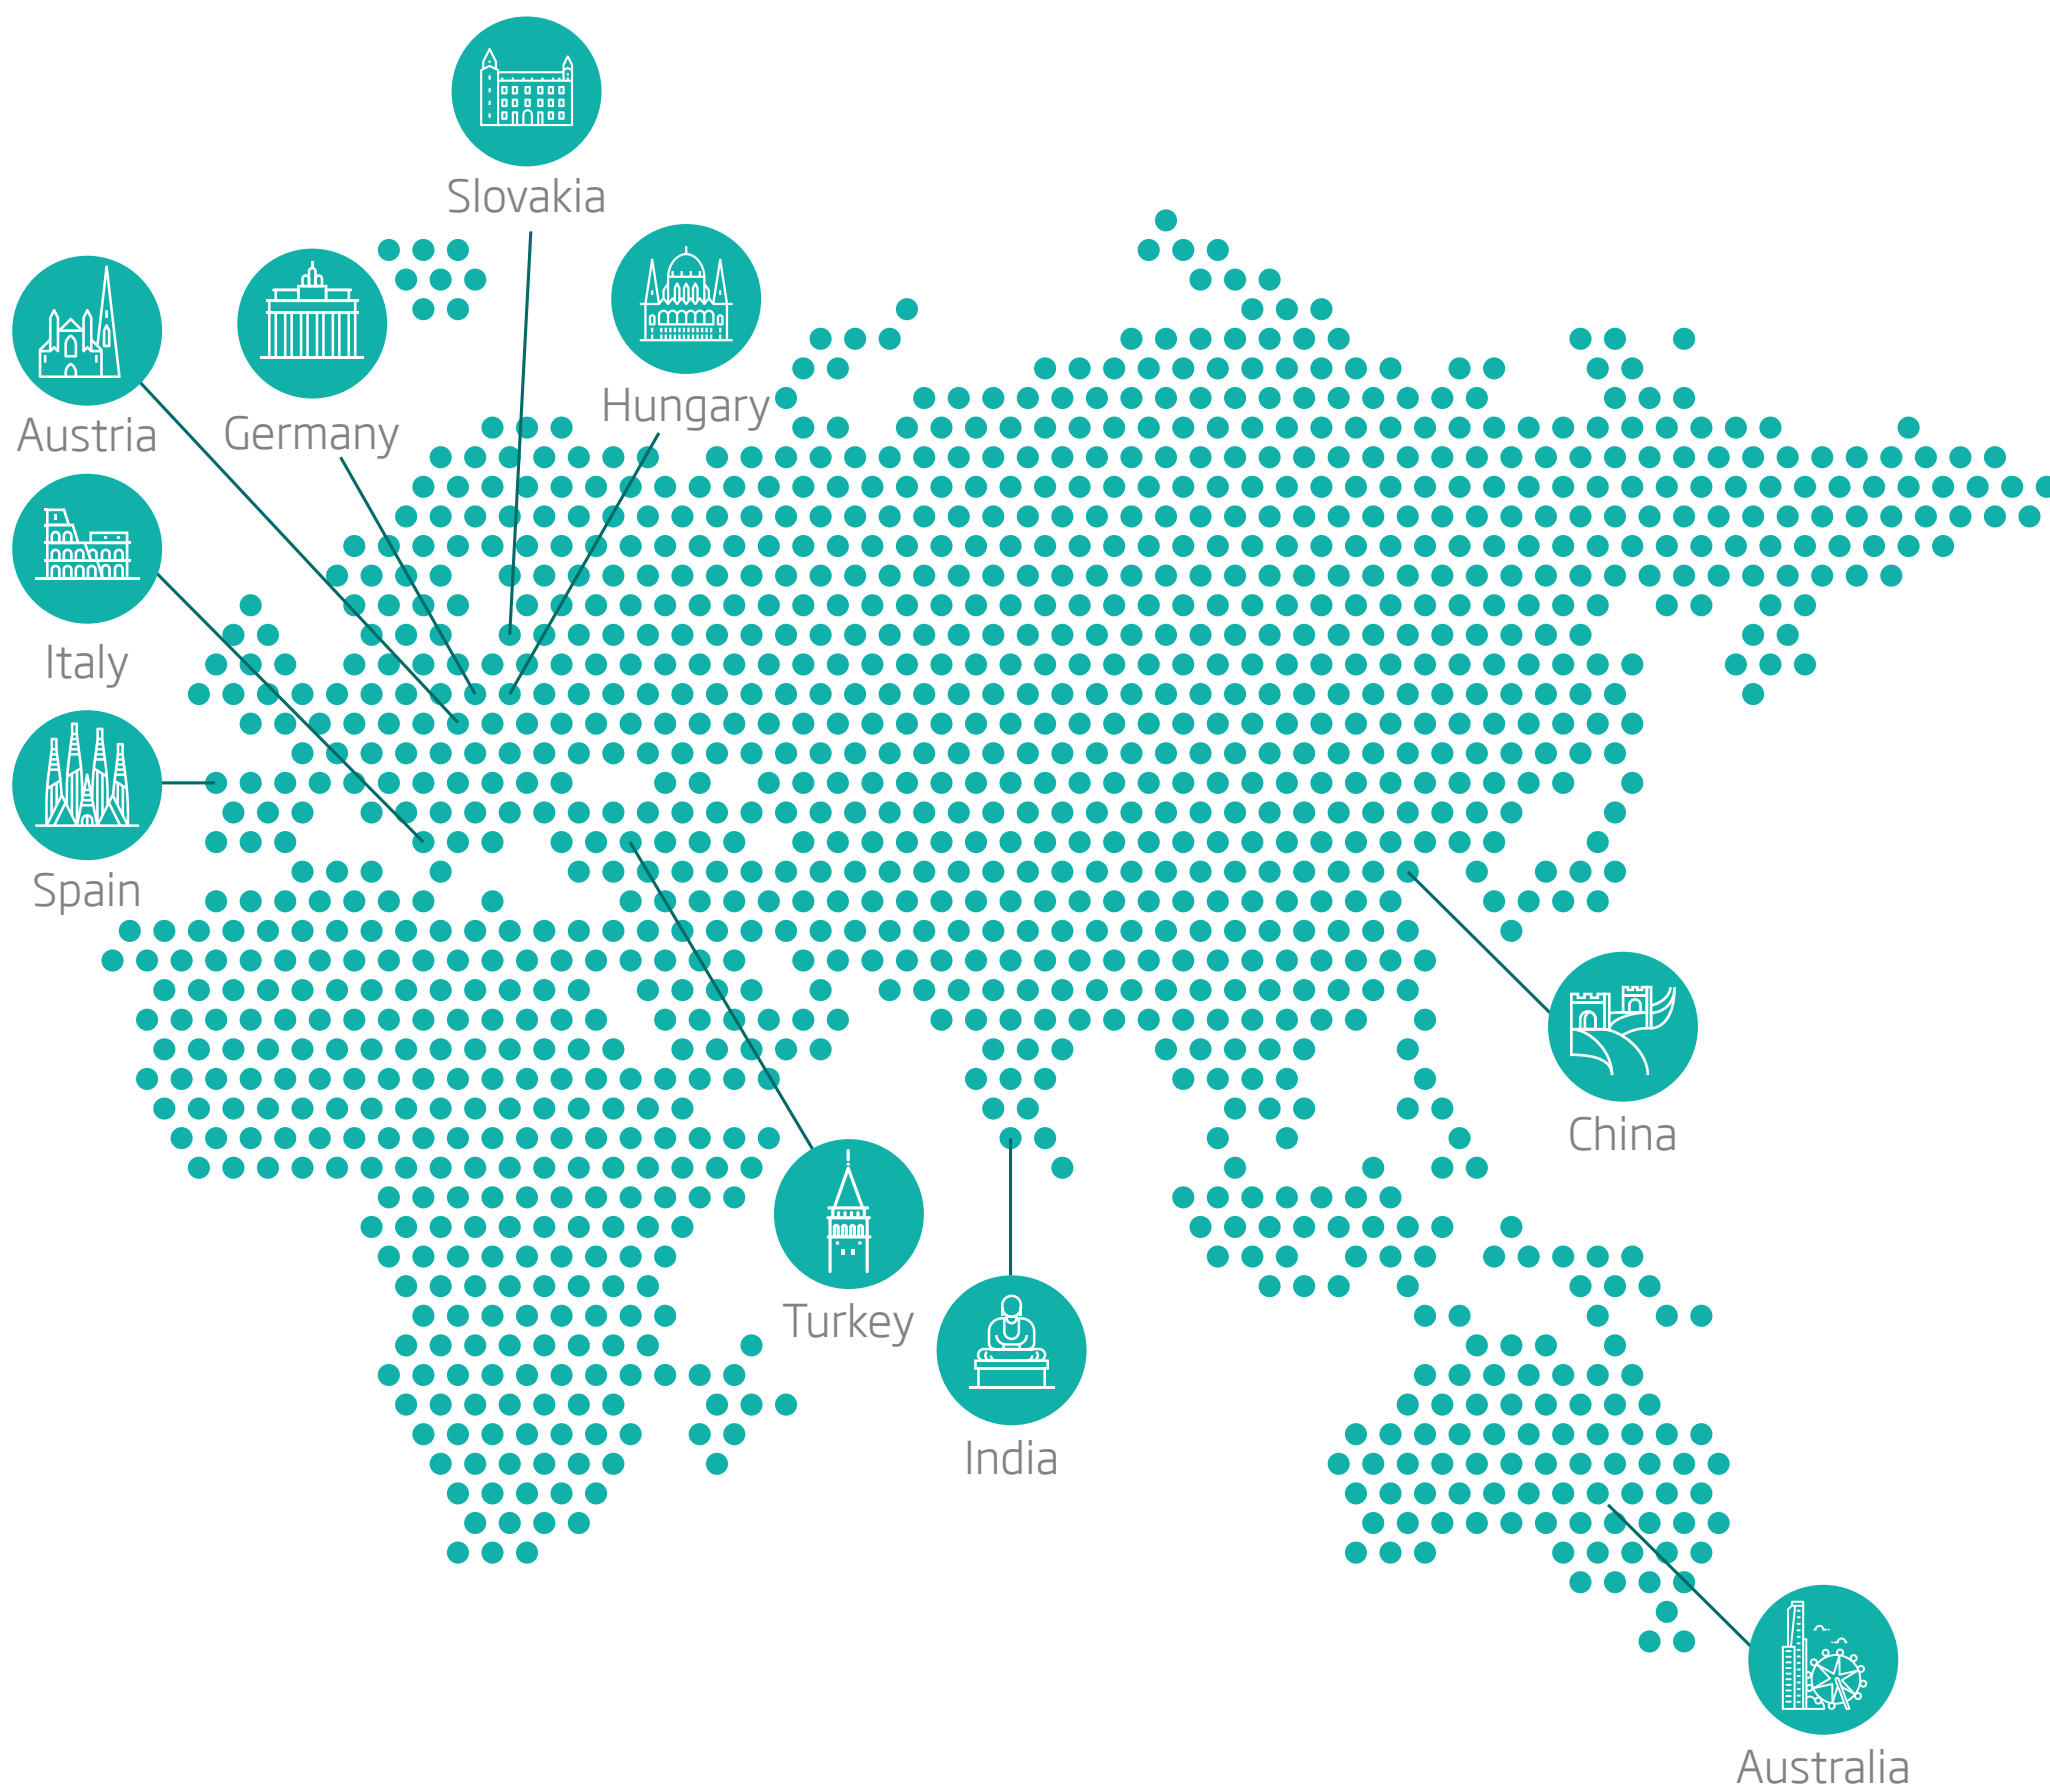 Slovakia
Hungary
Austria
Germany
Italy
Spain
China
Turkey
India
Australia